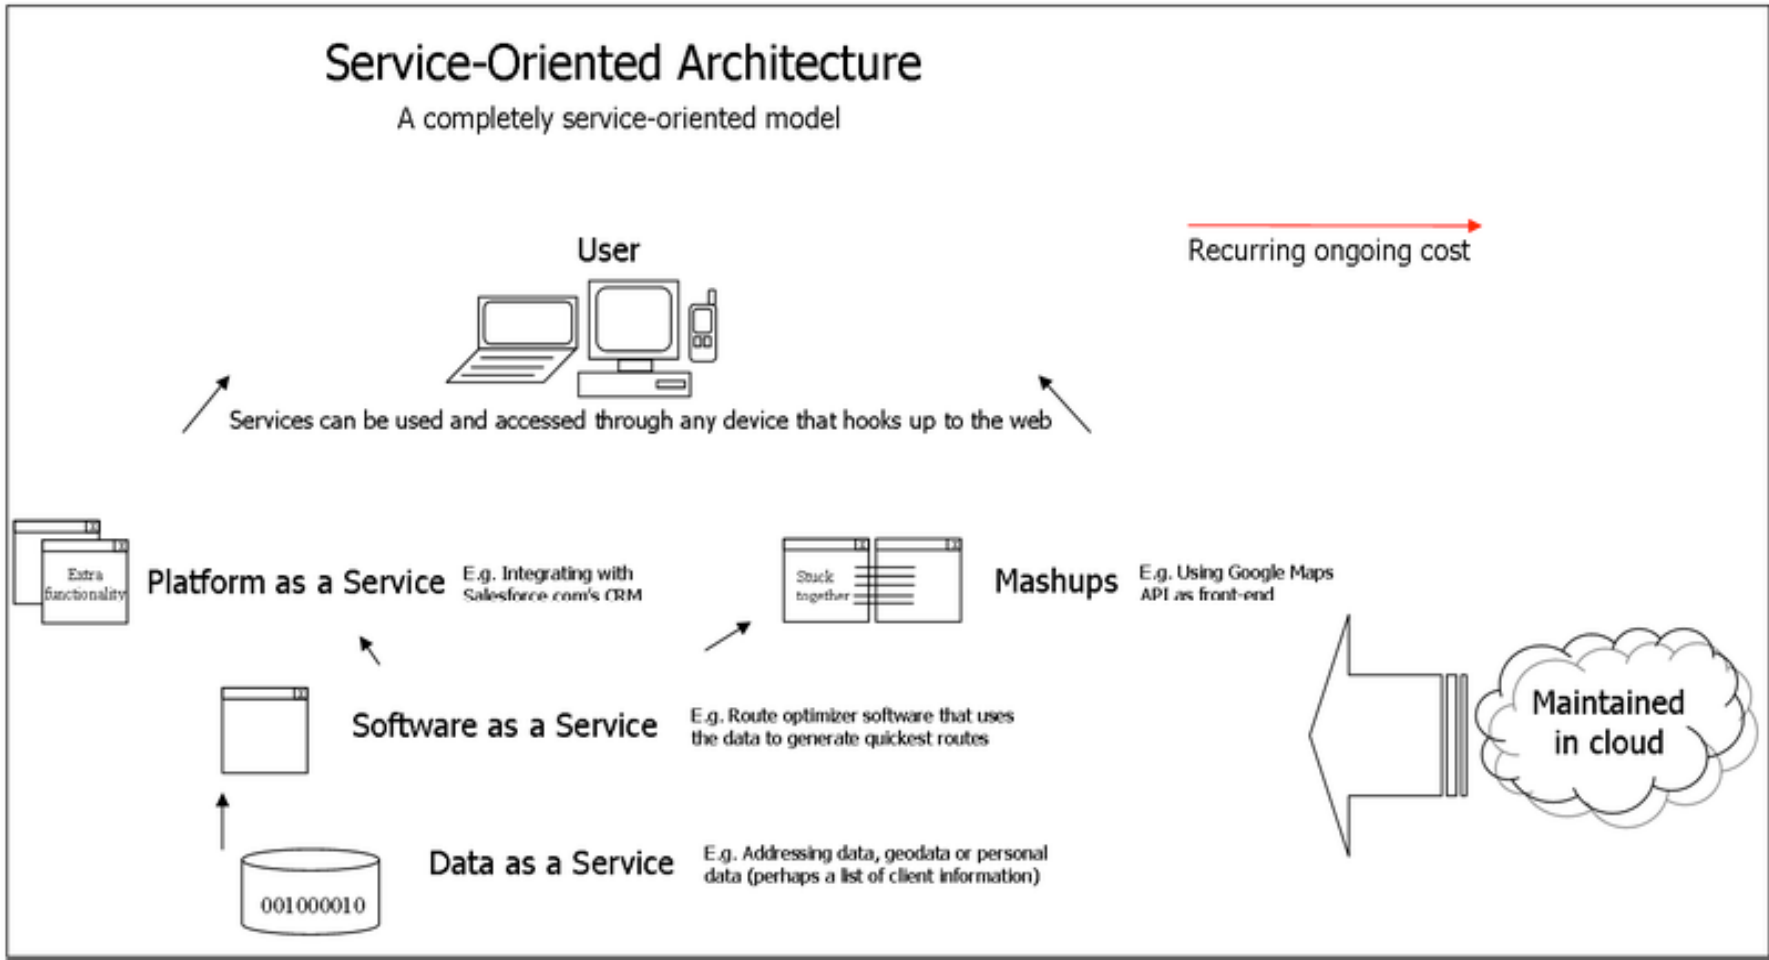 Service-Oriented Architecture
A completely service-oriented model
User
Recurring ongoing cost
Services can be used and accessed through any device that hooks up to the web
X
X
Extra
functionality
Platform as a Service
E.g. Integrating with
Salesforce com's CRM
X
X
Stuck
together
Mashups
E.g. Using Google Maps
API as front-end
X
Software as a Service
E.g. Route optimizer software that uses
the data to generate quickest routes
Maintained
in cloud
001000010
Data as a Service
E.g. Addressing data, geodata or personal
data (perhaps a list of client information)